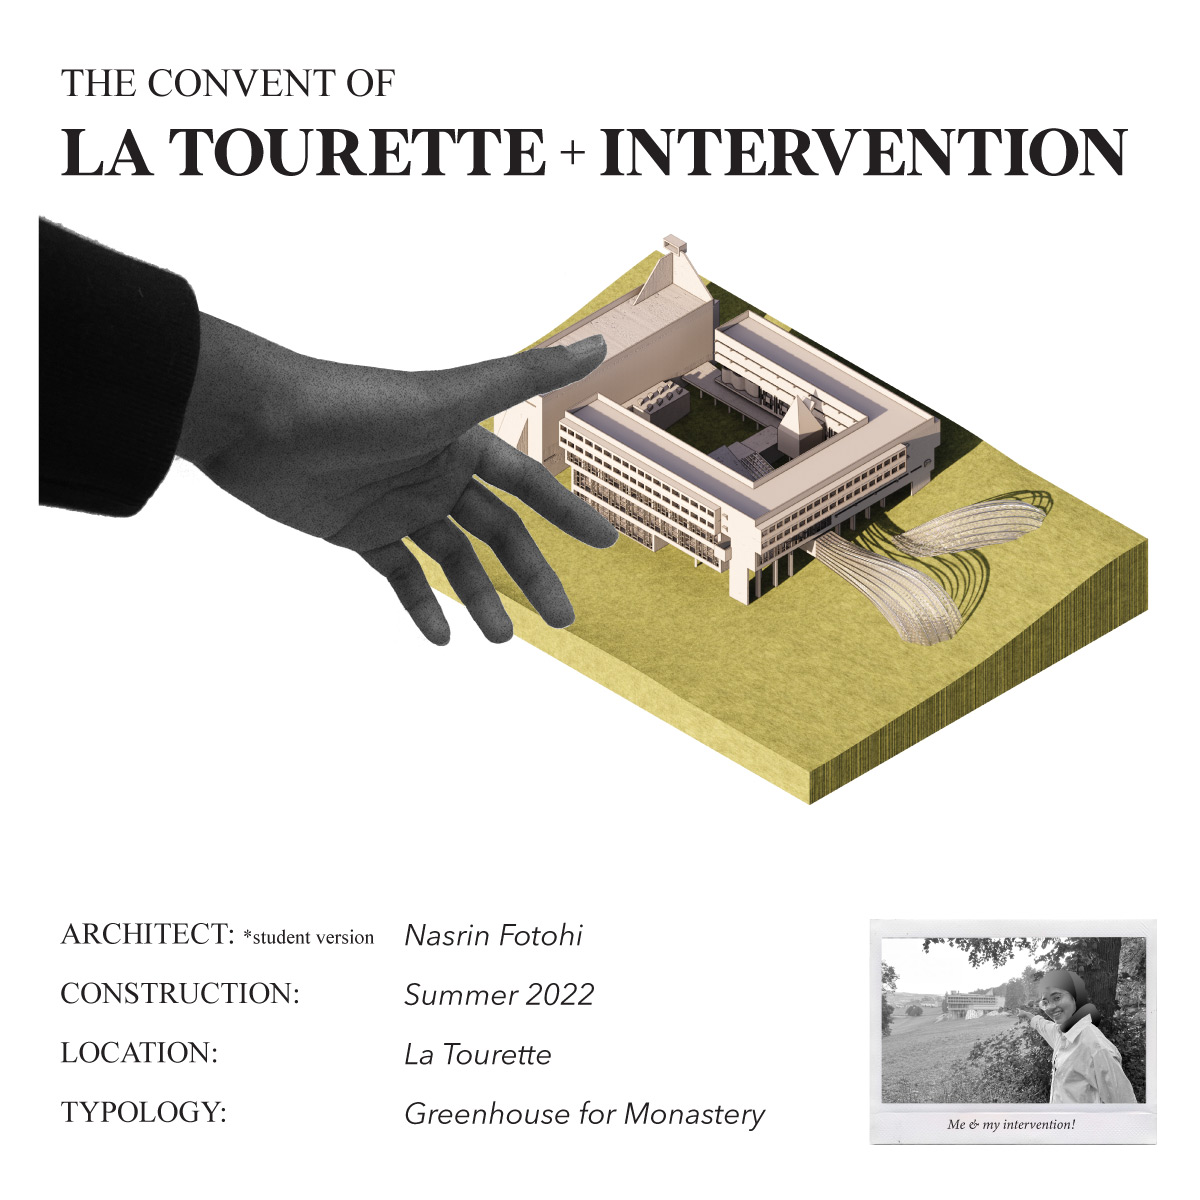 THE CONVENT OF
LA TOURETTE + INTERVENTION
ARCHITECT: *student version Nasrin Fotohi
CONSTRUCTION: Summer 2022
LOCATION: La Tourette
TYPOLOGY: Greenhouse for Monastery
Me & my intervention!